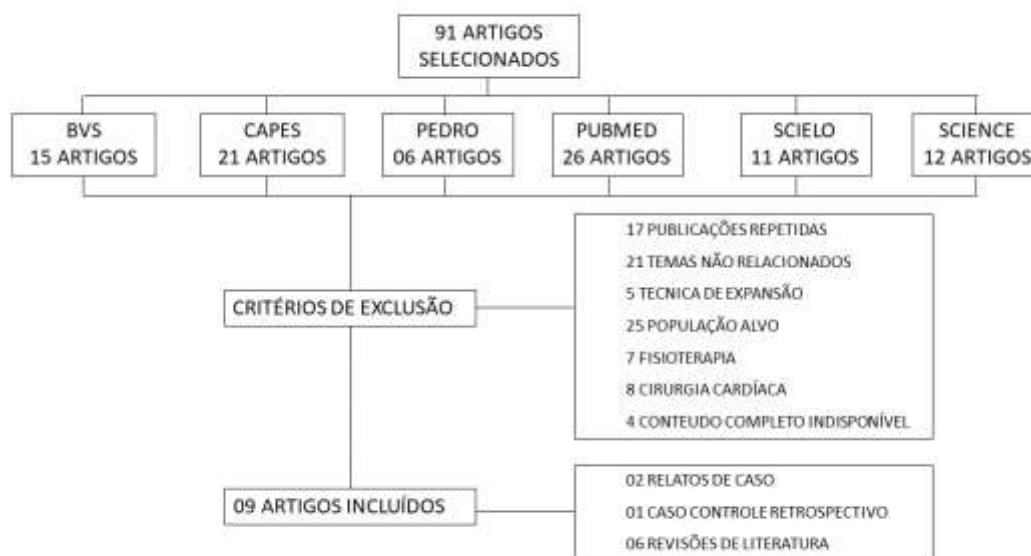 91 ARTIGOS
SELECIONADOS
BVS
15 ARTIGOS
CAPES
21 ARTIGOS
PEDRO
06 ARTIGOS
PUBMED
26 ARTIGOS
SCIELO
11 ARTIGOS
SCIENCE
12 ARTIGOS
CRITÉRIOS DE EXCLUSÃO
17 PUBLICAÇÕES REPETIDAS
21 TEMAS NÃO RELACIONADOS
5 TECNICA DE EXPANSÃO
25 POPULAÇÃO ALVO
7 FISIOTERAPIA
8 CIRURGIA CARDÍACA
4 CONTEUDO COMPLETO INDISPONÍVEL
09 ARTIGOS INCLUÍDOS
02 RELATOS DE CASO
01 CASO CONTROLE RETROSPECTIVO
06 REVISÕES DE LITERATURA